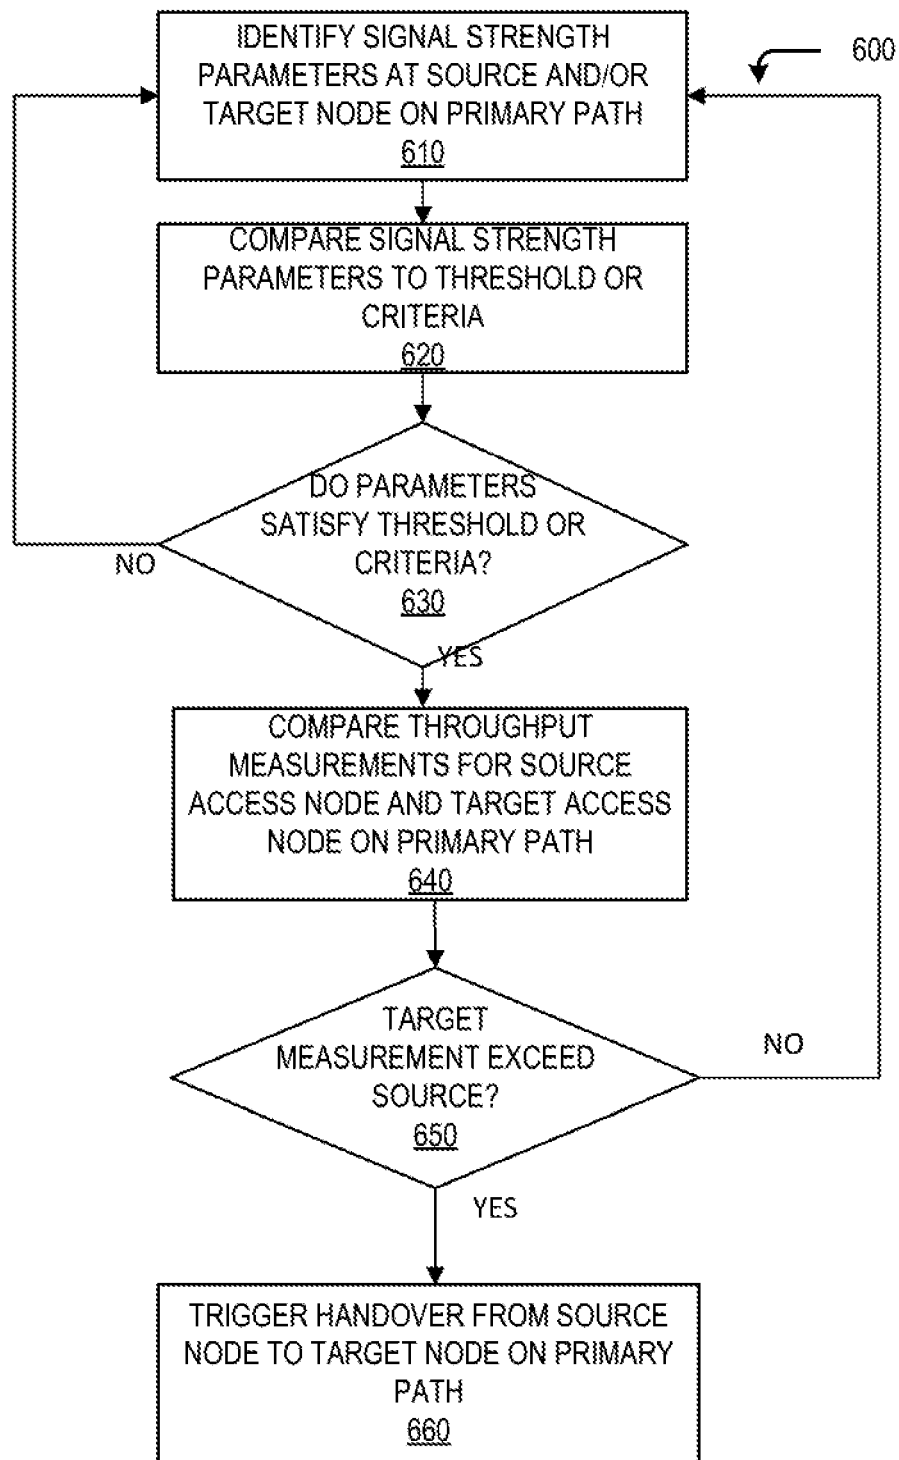 IDENTIFY SIGNAL STRENGTH
PARAMETERS AT SOURCE AND/OR
TARGET NODE ON PRIMARY PATH
610
600
COMPARE SIGNAL STRENGTH
PARAMETERS TO THRESHOLD OR
CRITERIA
620
DO PARAMETERS
SATISFY THRESHOLD OR
CRITERIA?
630
NO
YES
COMPARE THROUGHPUT
MEASUREMENTS FOR SOURCE
ACCESS NODE AND TARGET ACCESS
NODE ON PRIMARY PATH
640
TARGET
MEASUREMENT EXCEED
SOURCE?
650
NO
YES
TRIGGER HANDOVER FROM SOURCE
NODE TO TARGET NODE ON PRIMARY
PATH
660